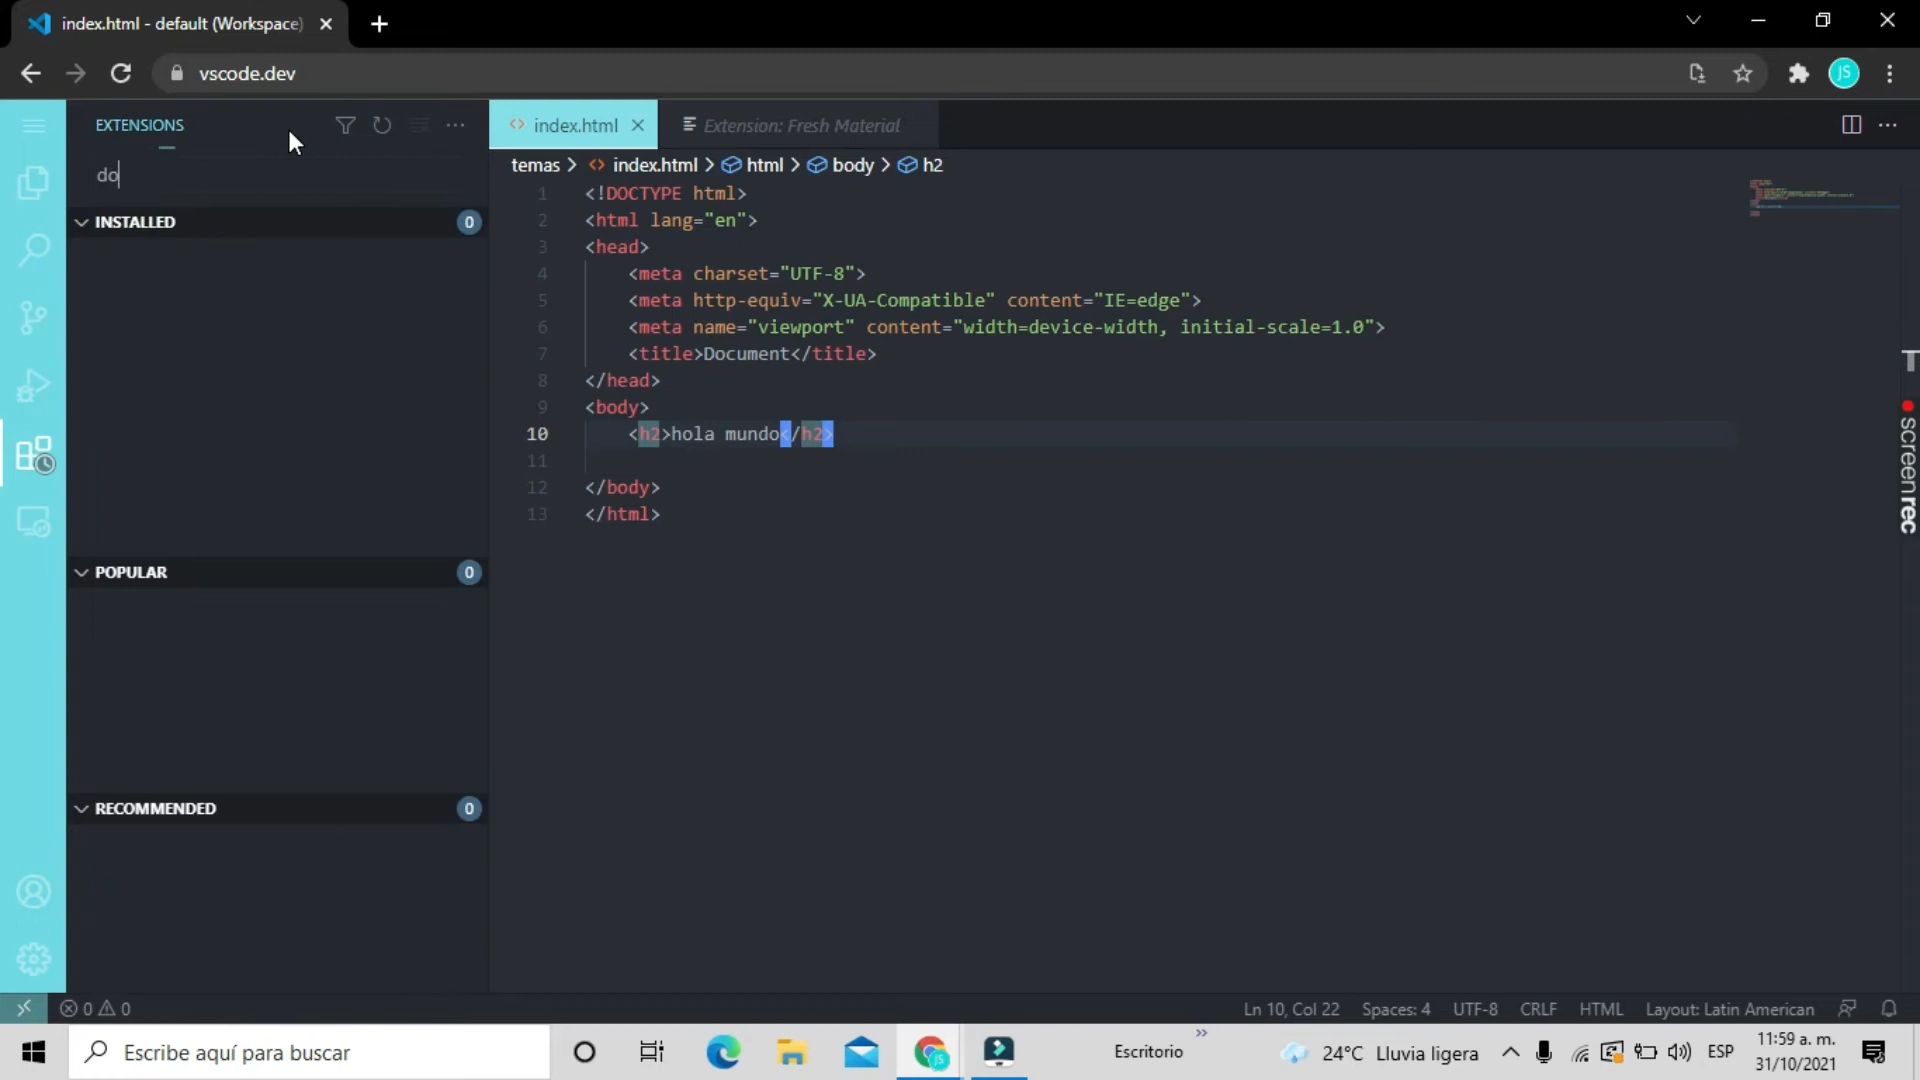 index.html - default (Workspace)
vscode.dev
JS
EXTENSIONS
do
INSTALLED 0
POPULAR 0
RECOMMENDED 0
index.html
Extension: Fresh Material
temas > index.html > html > body > h2
1 <!DOCTYPE html>
2 <html lang="en">
3 <head>
4 <meta charset="UTF-8">
5 <meta http-equiv="X-UA-Compatible" content="IE=edge">
6 <meta name="viewport" content="width=device-width, initial-scale=1.0">
7 <title>Document</title>
8 </head>
9 <body>
10 <h2>hola mundo</h2>
11
12 </body>
13 </html>
screenrec
0 0
Ln 10, Col 22 Spaces: 4 UTF-8 CRLF HTML Layout: Latin American
Escribe aquí para buscar
JS
Escritorio
24°C Lluvia ligera
ESP
11:59 a. m.
31/10/2021